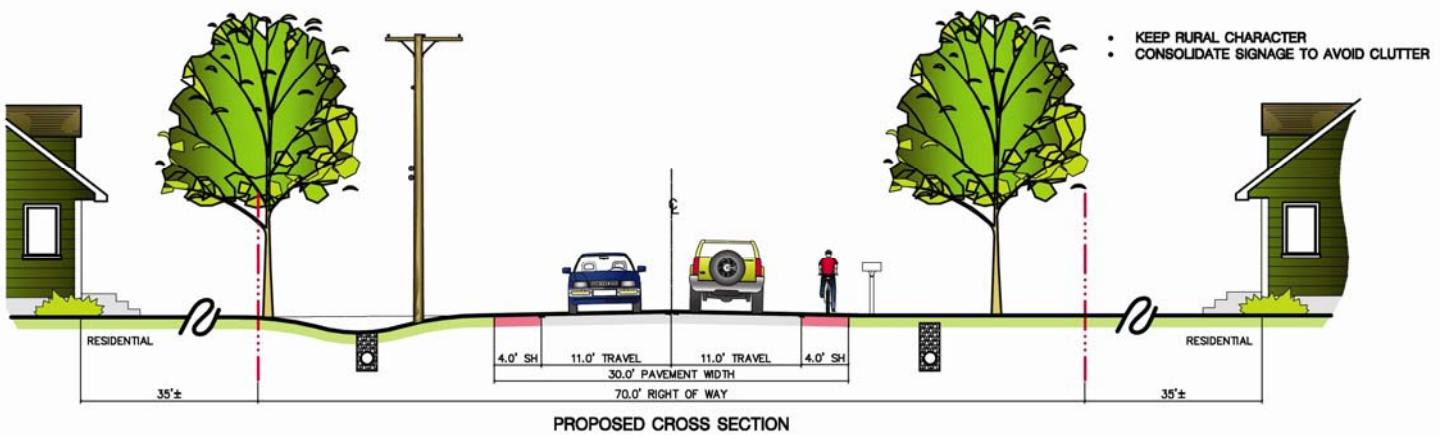 • KEEP RURAL CHARACTER
• CONSOLIDATE SIGNAGE TO AVOID CLUTTER
℄
RESIDENTIAL
RESIDENTIAL
4.0' SH
11.0' TRAVEL
11.0' TRAVEL
4.0' SH
30.0' PAVEMENT WIDTH
35'±
70.0' RIGHT OF WAY
35'±
PROPOSED CROSS SECTION